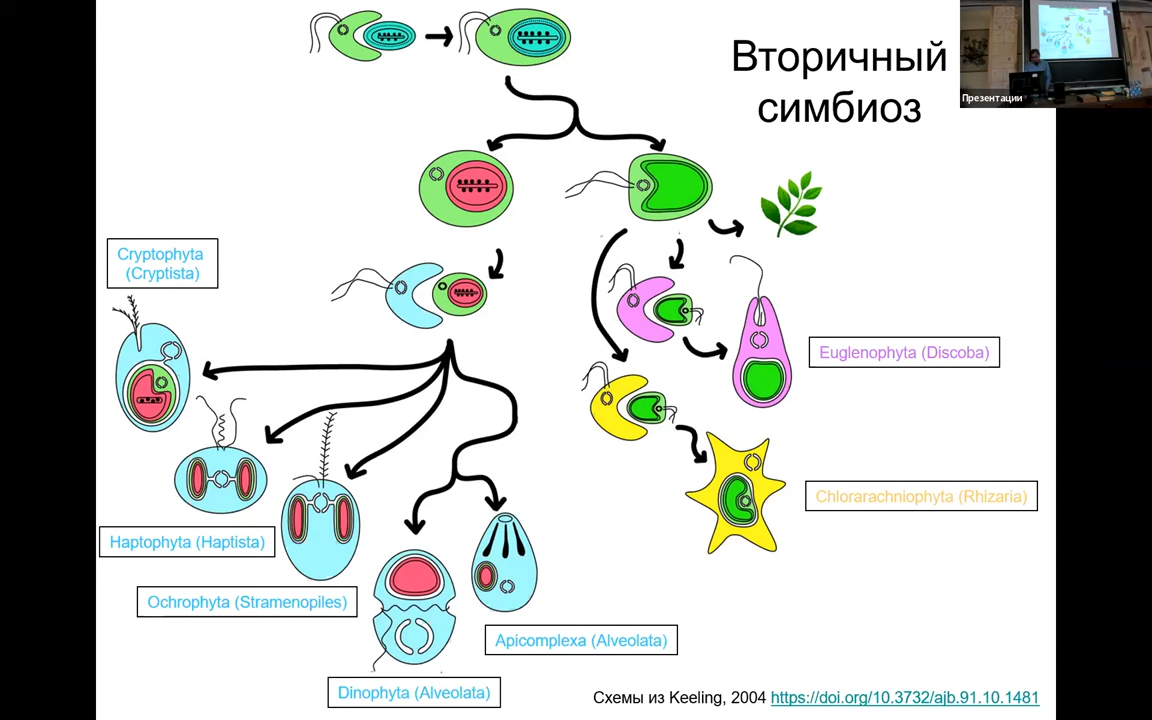 Вторичный
симбиоз
Презентации
Cryptophyta
(Cryptista)
Euglenophyta (Discoba)
Chlorarachniophyta (Rhizaria)
Haptophyta (Haptista)
Ochrophyta (Stramenopiles)
Apicomplexa (Alveolata)
Dinophyta (Alveolata)
Схемы из Keeling, 2004 https://doi.org/10.3732/ajb.91.10.1481